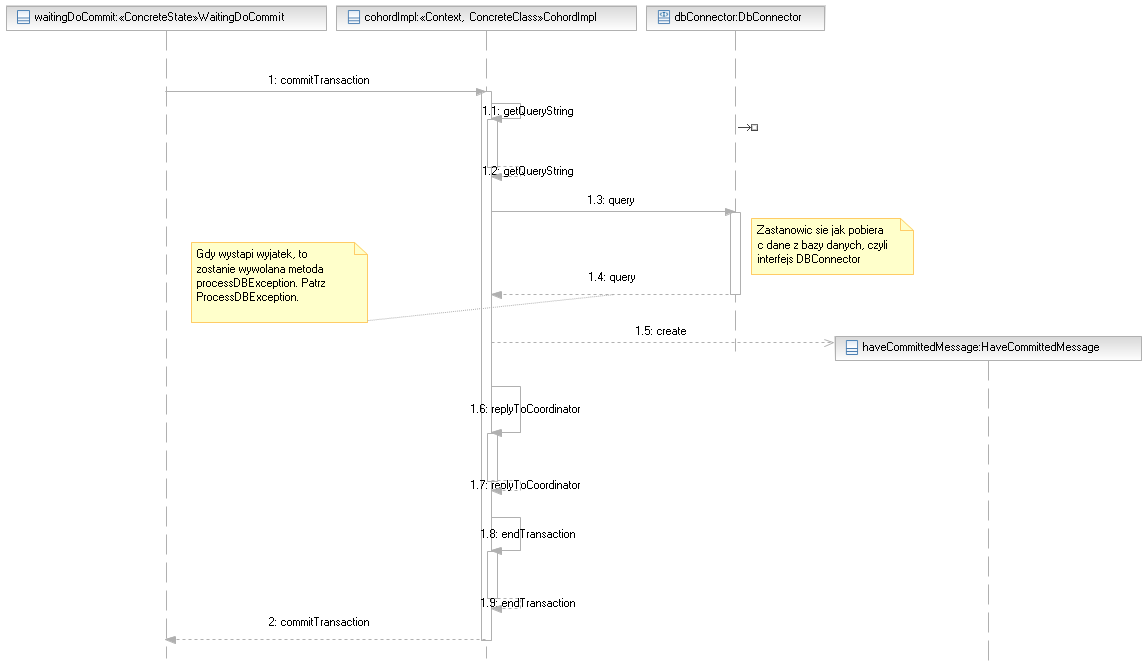 waitingDoCommit:«ConcreteState»WaitingDoCommit
cohordImpl:«Context, ConcreteClass»CohordImpl
dbConnector:DbConnector
1: commitTransaction
1.1: getQueryString
1.2: getQueryString
1.3: query
Zastanowic sie jak pobiera
c dane z bazy danych, czyli
interfejs DBConnector
Gdy wystapi wyjatek, to
zostanie wywolana metoda
processDBException. Patrz
ProcessDBException.
1.4: query
1.5: create
haveCommittedMessage:HaveCommittedMessage
1.6: replyToCoordinator
1.7: replyToCoordinator
1.8: endTransaction
1.9: endTransaction
2: commitTransaction